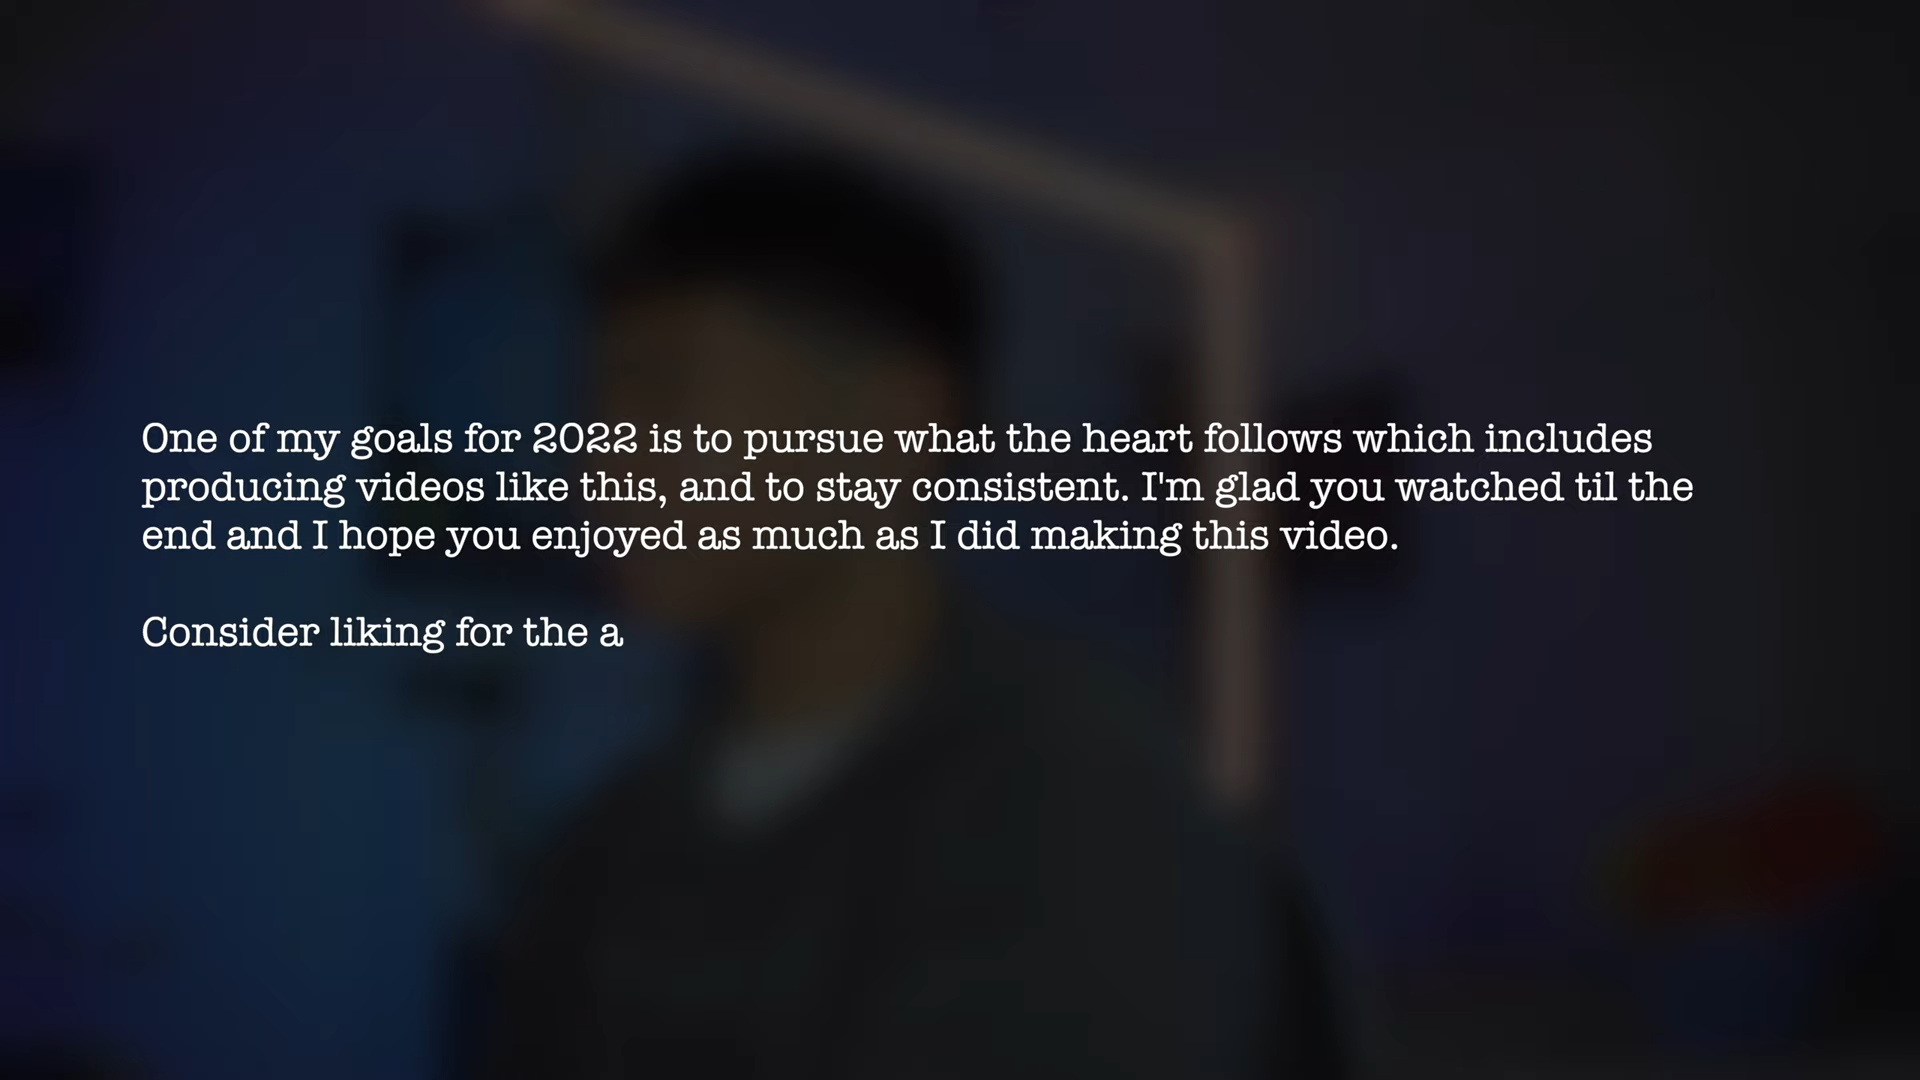 One of my goals for 2022 is to pursue what the heart follows which includes
producing videos like this, and to stay consistent. I'm glad you watched til the
end and I hope you enjoyed as much as I did making this video.
Consider liking for the a